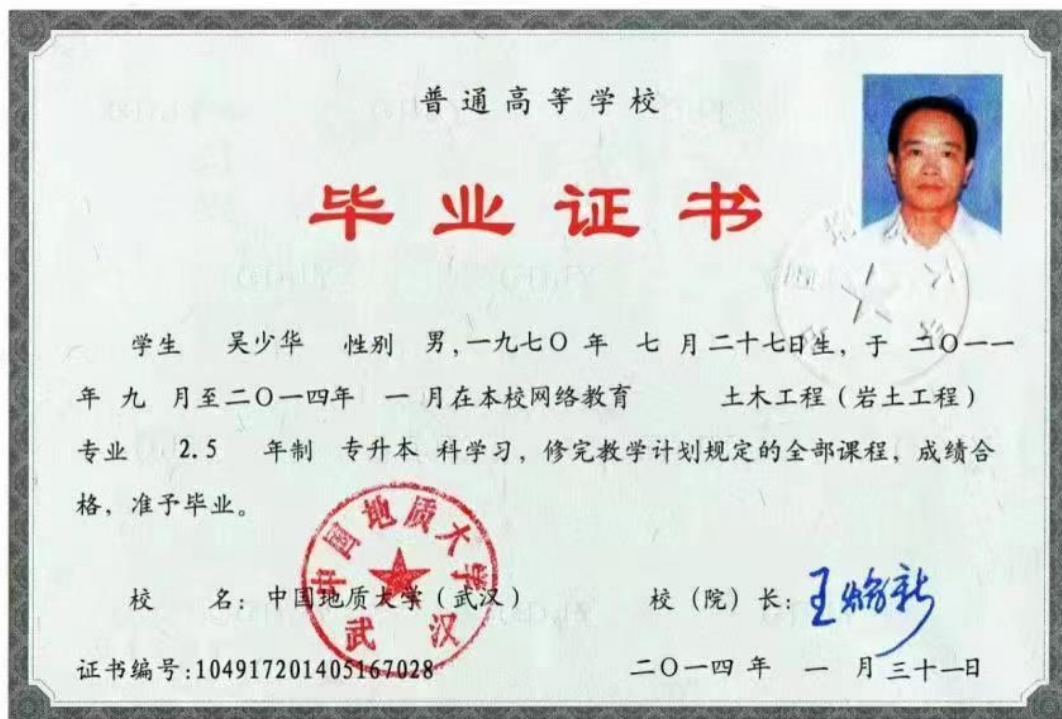 普通高等学校
毕业证书
学生 吴少华 性别 男,一九七〇年 七 月二十七日生,于 二〇一一
年 九 月至二〇一四年 一 月在本校网络教育 土木工程(岩土工程)
专业 2.5 年制 专升本 科学习,修完教学计划规定的全部课程,成绩合
格,准予毕业。
中国地质大学
武汉
校 名:中国地质大学(武汉)
校(院)长:王焰新
证书编号:104917201405167028
二〇一四年 一 月三十一日